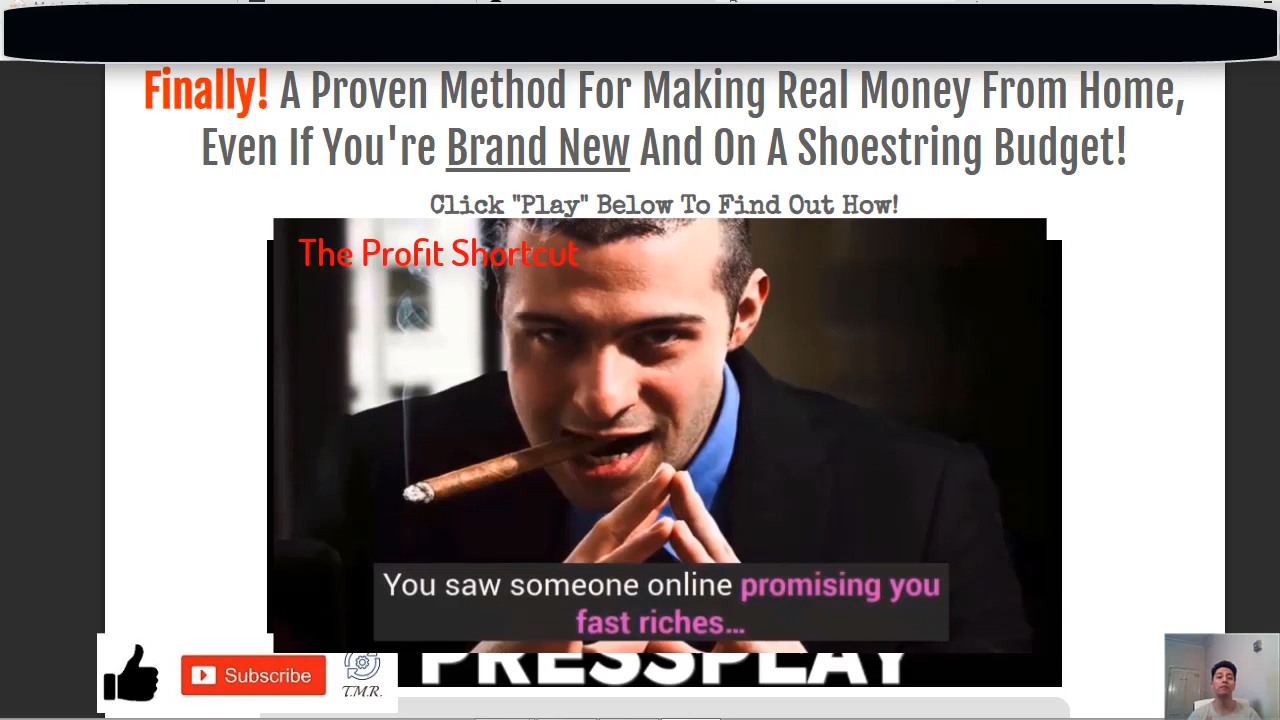 Finally! A Proven Method For Making Real Money From Home,
Even If You're Brand New And On A Shoestring Budget!
Click "Play" Below To Find Out How!
The Profit Shortcut
You saw someone online promising you
fast riches...
PRESSPLAY
Subscribe
T.M.R.